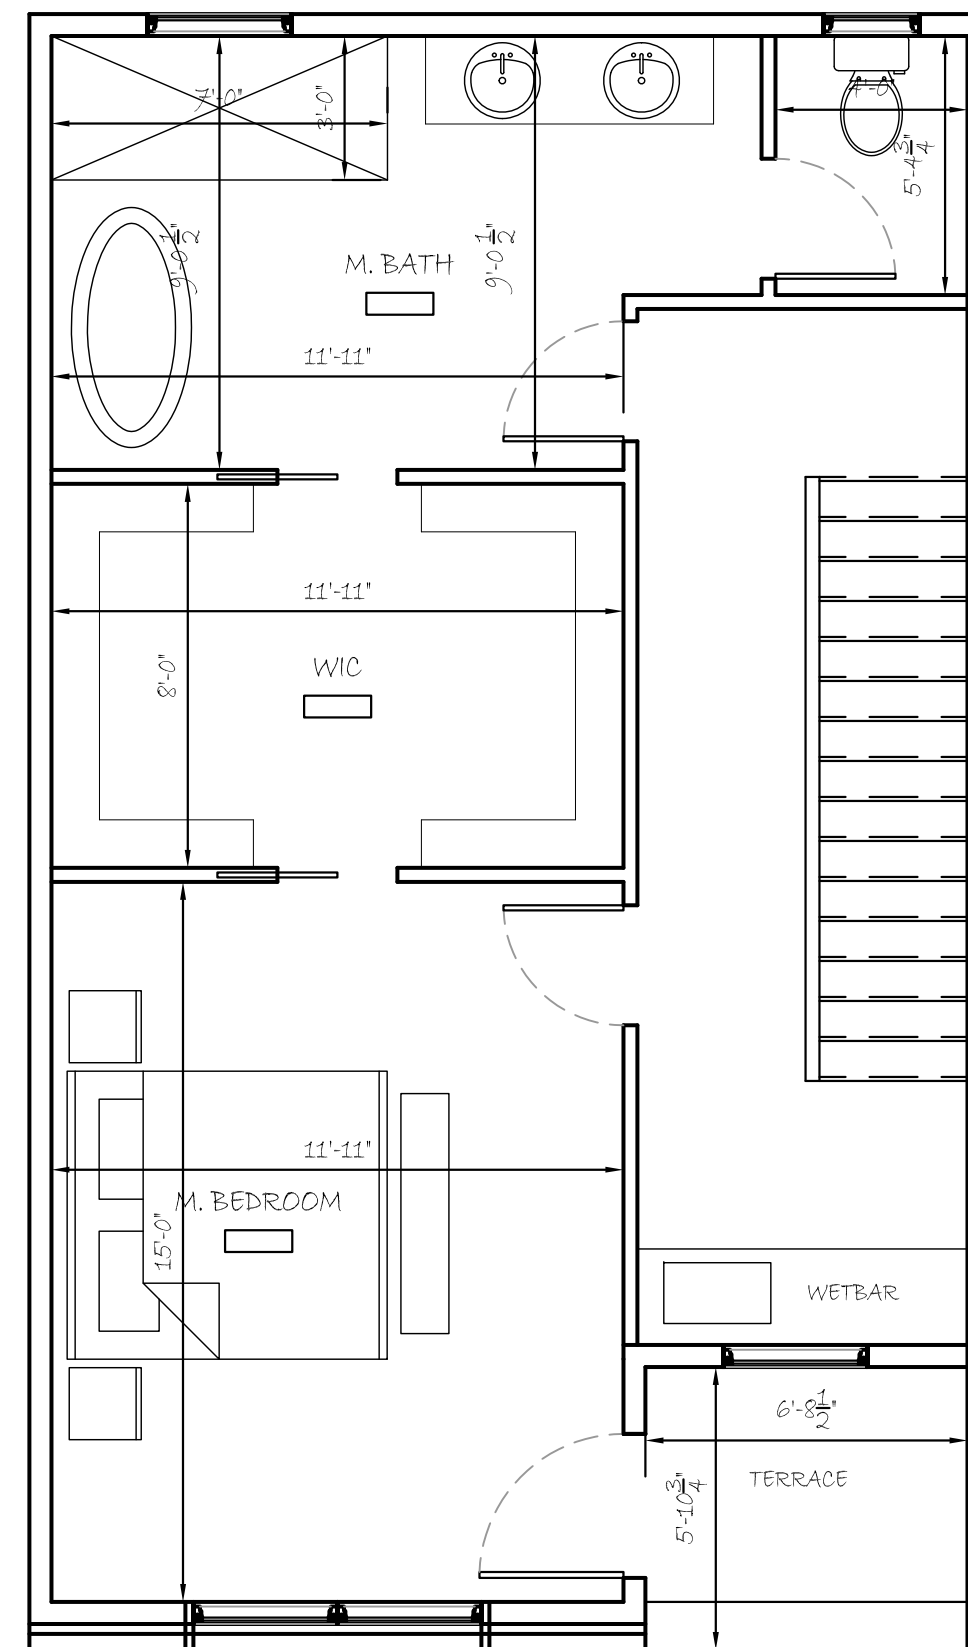 7'-0"
3'-0"
4'-0"
5'-4 3/4"
9'-0 1/2"
9'-0 1/2"
M. BATH
11'-11"
11'-11"
WIC
8'-0"
11'-11"
M. BEDROOM
15'-0"
WETBAR
6'-8 1/2"
TERRACE
5'-10 3/4"